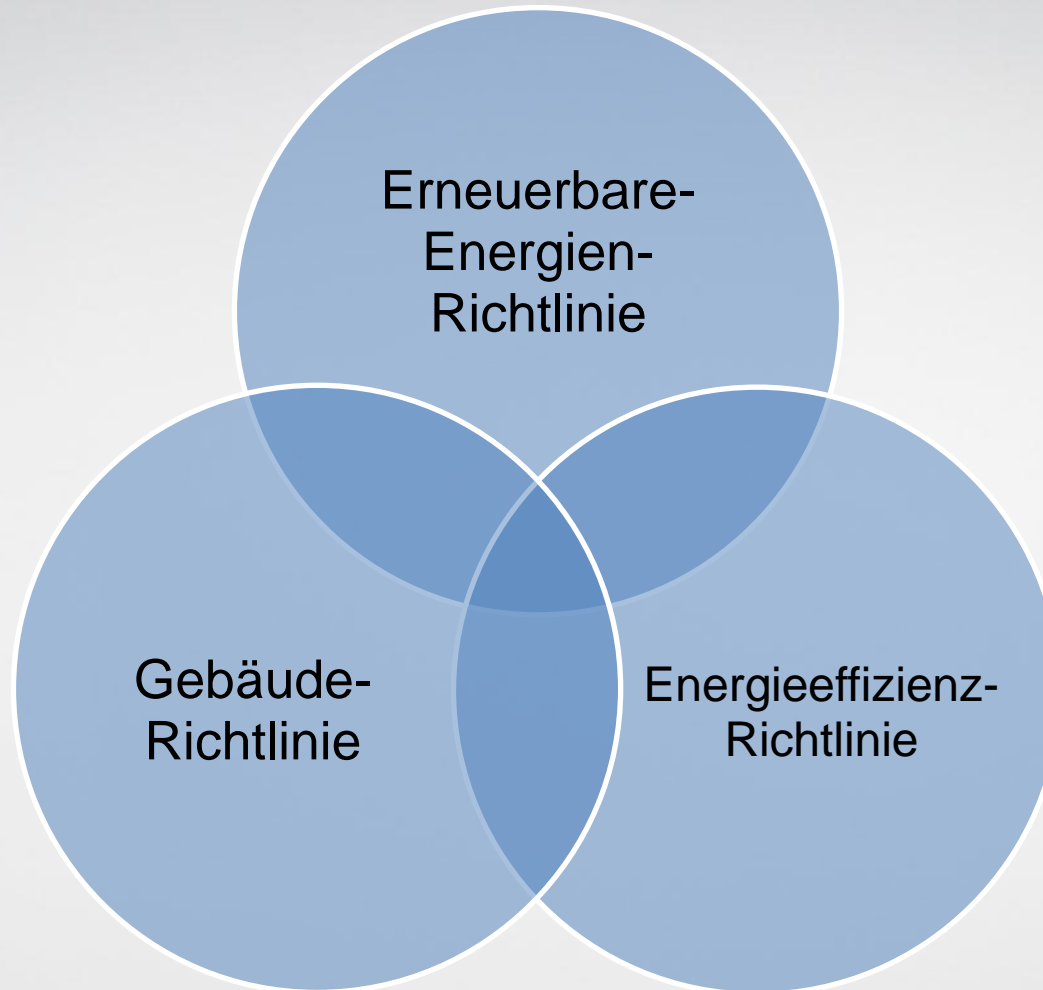 Erneuerbare-
Energien-
Richtlinie
Gebäude-
Richtlinie
Energieeffizienz-
Richtlinie